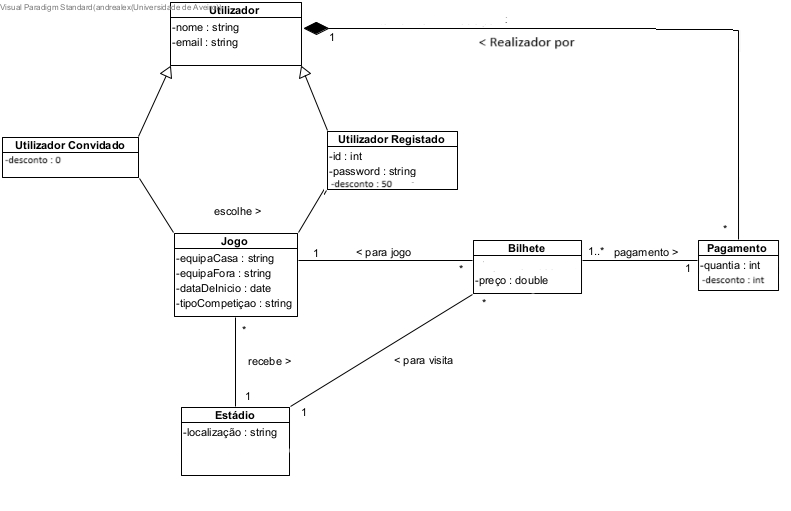 Visual Paradigm Standard(andrealex(Universidade de Aveiro))
Utilizador
-nome : string
-email : string
1
< Realizador por
Utilizador Convidado
-desconto : 0
Utilizador Registado
-id : int
-password : string
-desconto : 50
escolhe >
*
Jogo
-equipaCasa : string
-equipaFora : string
-dataDeInicio : date
-tipoCompetiçao : string
1
< para jogo
*
Bilhete
-preço : double
1..*
pagamento >
1
Pagamento
-quantia : int
-desconto : int
*
*
recebe >
< para visita
1
1
Estádio
-localização : string